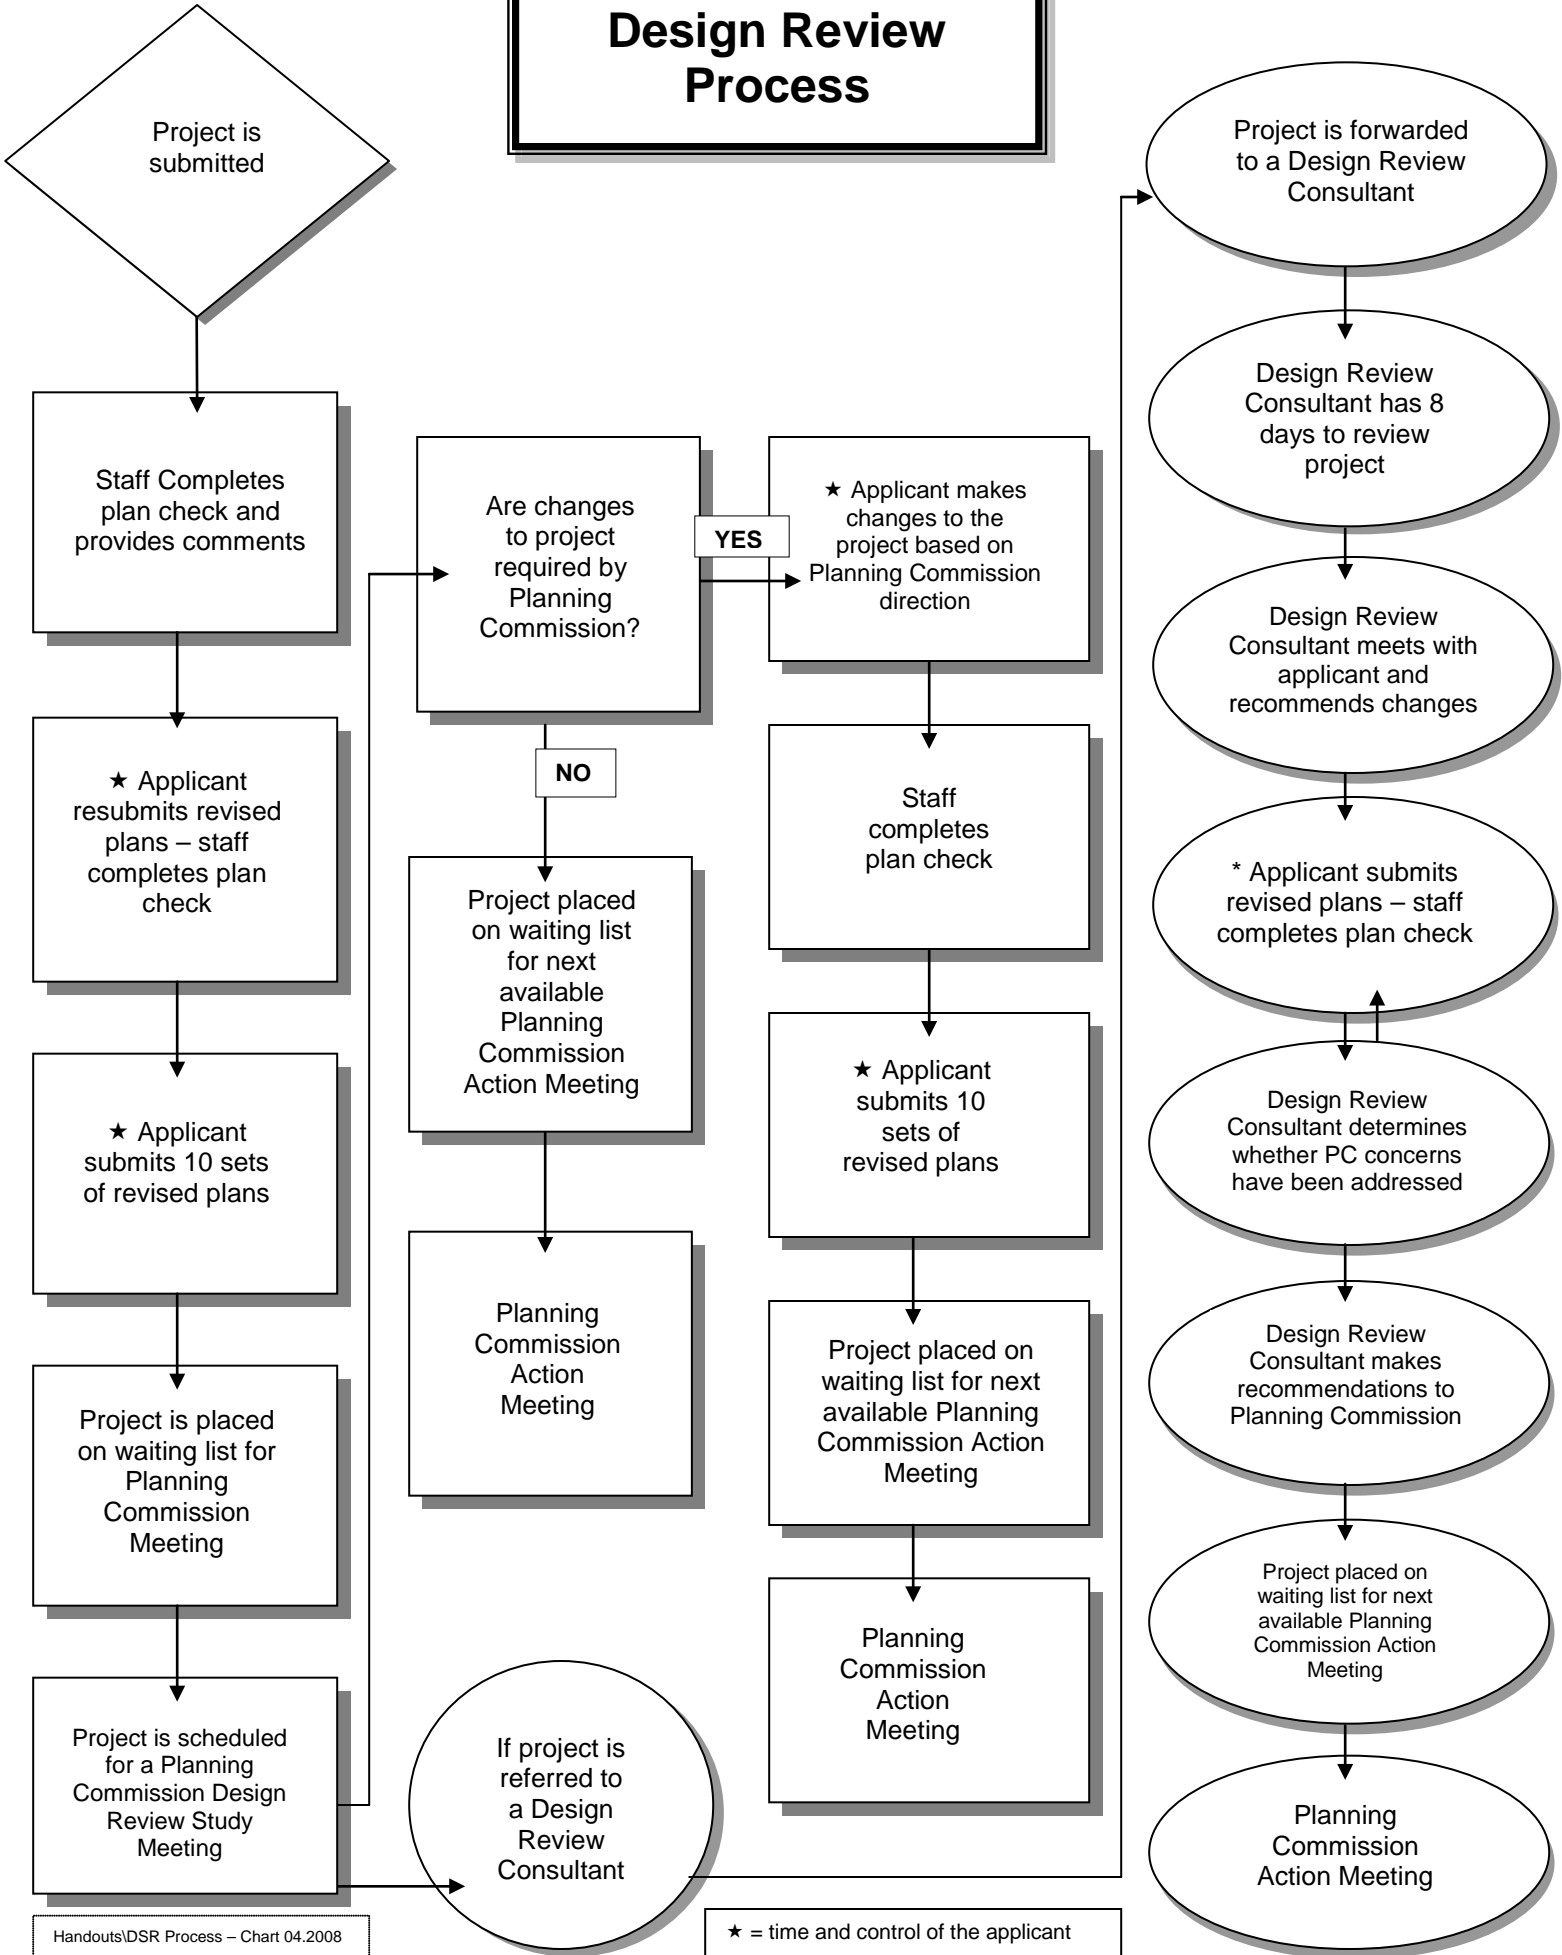 Design Review
Process
Project is
submitted
Staff Completes
plan check and
provides comments
★ Applicant
resubmits revised
plans – staff
completes plan
check
★ Applicant
submits 10 sets
of revised plans
Project is placed
on waiting list for
Planning
Commission
Meeting
Project is scheduled
for a Planning
Commission Design
Review Study
Meeting
Are changes
to project
required by
Planning
Commission?
YES
NO
Project placed
on waiting list
for next
available
Planning
Commission
Action Meeting
Planning
Commission
Action
Meeting
★ Applicant makes
changes to the
project based on
Planning Commission
direction
Staff
completes
plan check
★ Applicant
submits 10
sets of
revised plans
Project placed on
waiting list for next
available Planning
Commission Action
Meeting
Planning
Commission
Action
Meeting
If project is
referred to
a Design
Review
Consultant
Project is forwarded
to a Design Review
Consultant
Design Review
Consultant has 8
days to review
project
Design Review
Consultant meets with
applicant and
recommends changes
* Applicant submits
revised plans – staff
completes plan check
Design Review
Consultant determines
whether PC concerns
have been addressed
Design Review
Consultant makes
recommendations to
Planning Commission
Project placed on
waiting list for next
available Planning
Commission Action
Meeting
Planning
Commission
Action Meeting
Handouts\DSR Process – Chart 04.2008
★ = time and control of the applicant